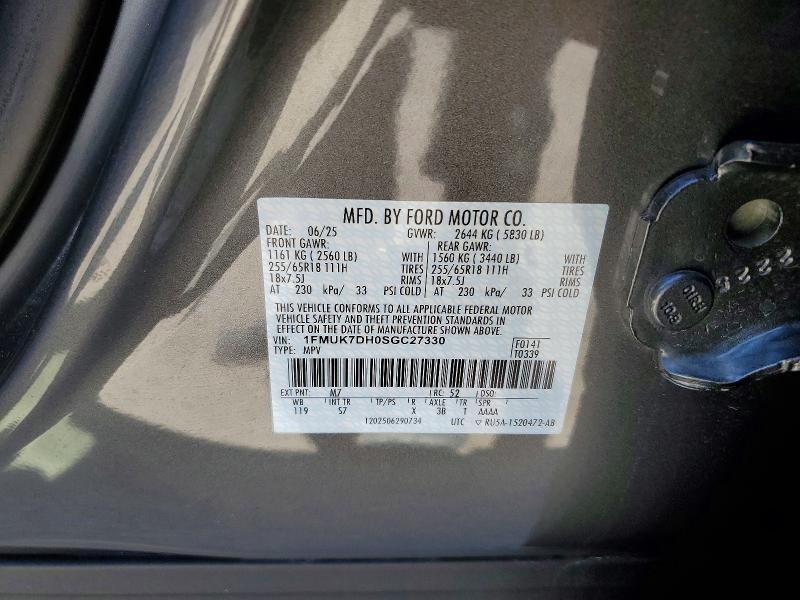 MFD. BY FORD MOTOR CO.
DATE: 06/25 GVWR: 2644 KG ( 5830 LB)
FRONT GAWR: REAR GAWR:
1161 KG ( 2560 LB) WITH 1560 KG ( 3440 LB) WITH
255/65R18 111H TIRES 255/65R18 111H TIRES
18x7.5J RIMS 18x7.5J RIMS
AT 230 kPa/ 33 PSI COLD AT 230 kPa/ 33 PSI COLD
THIS VEHICLE CONFORMS TO ALL APPLICABLE FEDERAL MOTOR
VEHICLE SAFETY AND THEFT PREVENTION STANDARDS IN
EFFECT ON THE DATE OF MANUFACTURE SHOWN ABOVE.
VIN: 1FMUK7DH0SGC27330 F0141
TYPE: MPV T0339
EXT PNT: M7 RC: 52 DSO:
WB INT TR TP/PS R AXLE TR SPR
119 S7 X 3B T AAAA
1202506290734 UTC ▽ RU5A-1520472-AB
2225